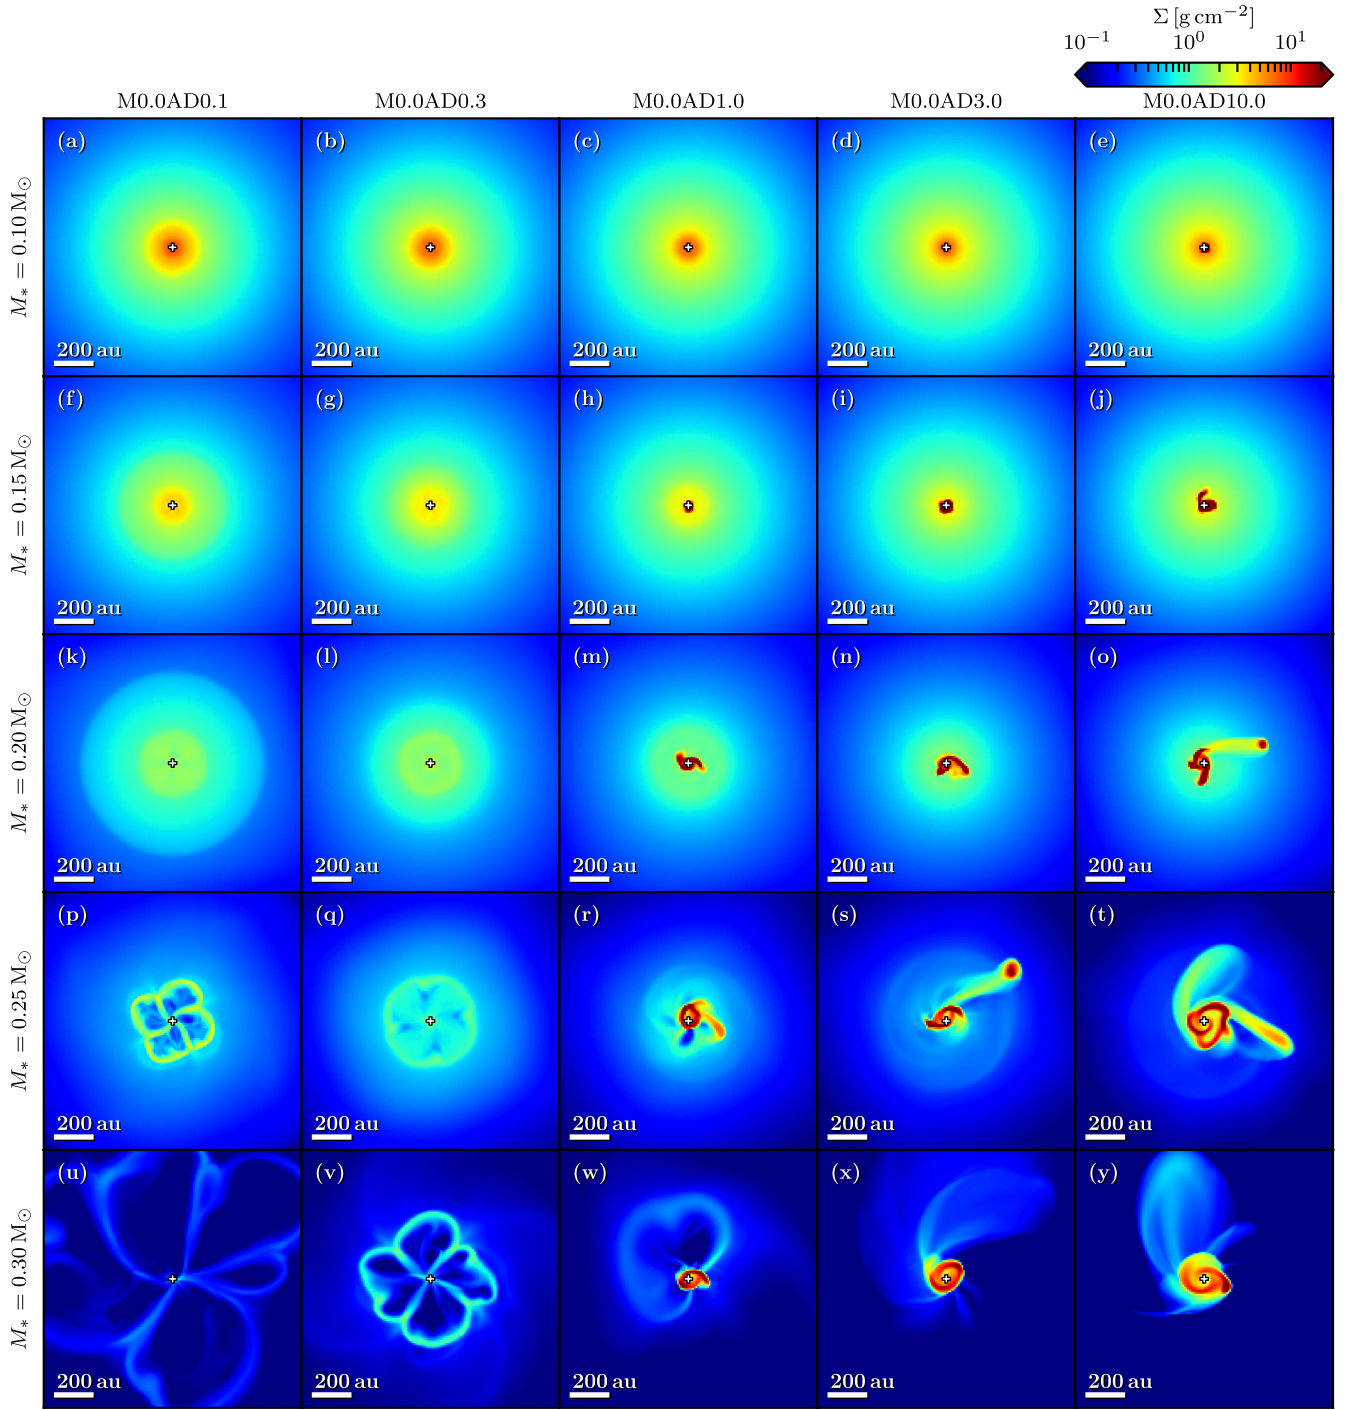 Σ [g cm⁻²]
10⁻¹ 10⁰ 10¹
M0.0AD0.1 M0.0AD0.3 M0.0AD1.0 M0.0AD3.0 M0.0AD10.0
M* = 0.10 M⊙
(a) (b) (c) (d) (e)
200 au 200 au 200 au 200 au 200 au
M* = 0.15 M⊙
(f) (g) (h) (i) (j)
200 au 200 au 200 au 200 au 200 au
M* = 0.20 M⊙
(k) (l) (m) (n) (o)
200 au 200 au 200 au 200 au 200 au
M* = 0.25 M⊙
(p) (q) (r) (s) (t)
200 au 200 au 200 au 200 au 200 au
M* = 0.30 M⊙
(u) (v) (w) (x) (y)
200 au 200 au 200 au 200 au 200 au